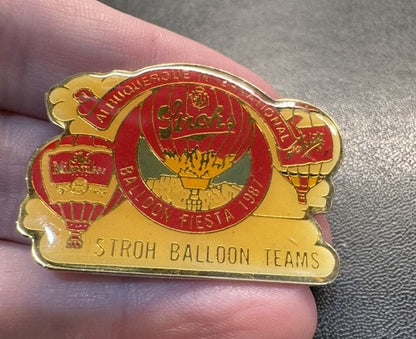 ALBUQUERQUE INTERNATIONAL
Stroh's
BALLOON FIESTA 1987
STROH BALLOON TEAMS